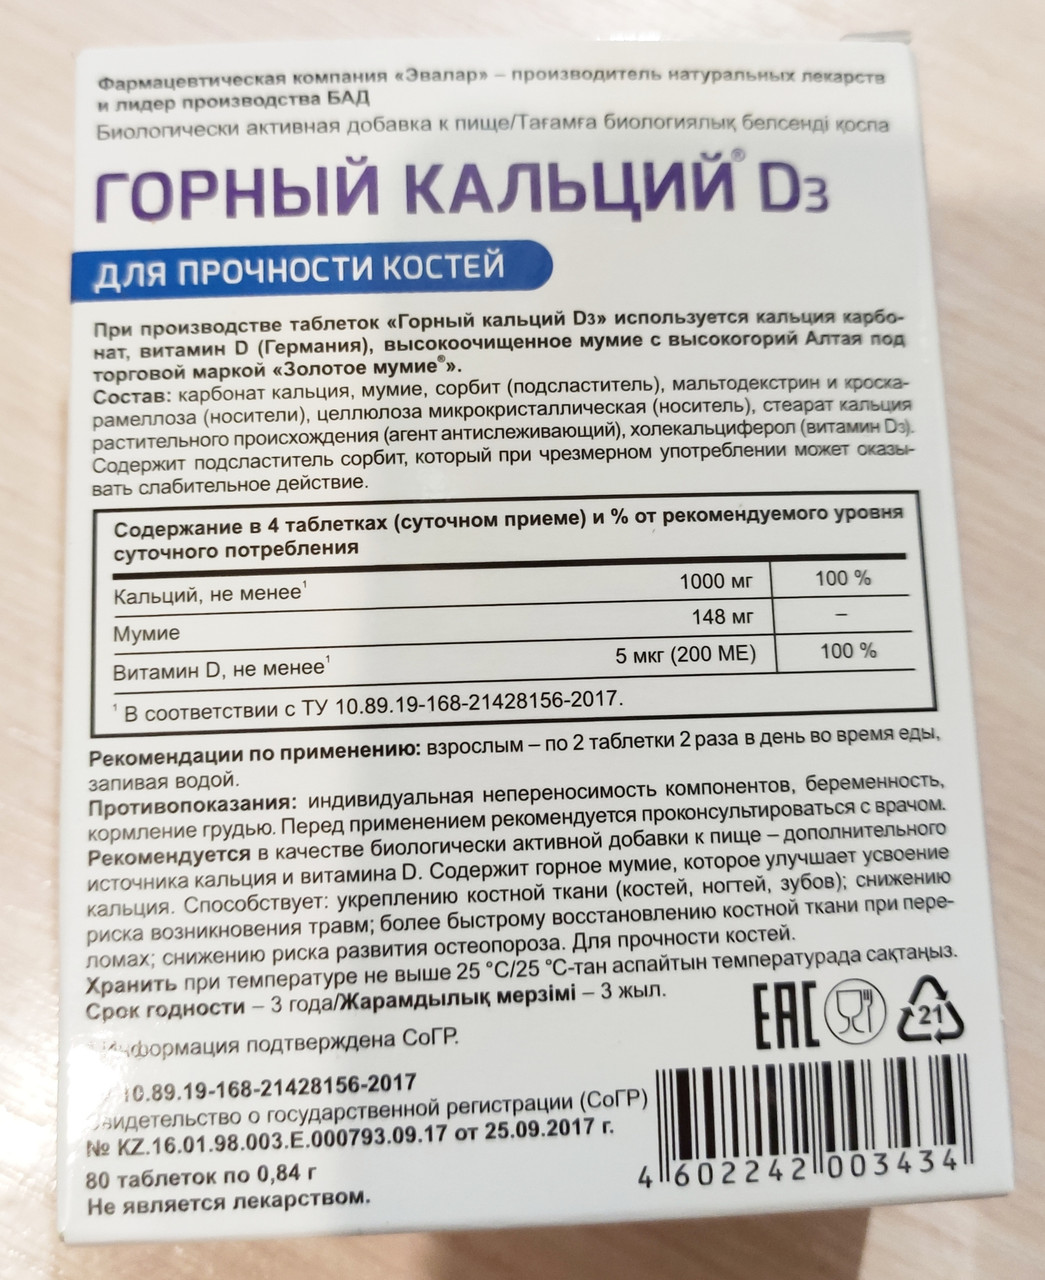 Фармацевтическая компания «Эвалар» – производитель натуральных лекарств
и лидер производства БАД
Биологически активная добавка к пище/Тағамға биологиялық белсенді қоспа
ГОРНЫЙ КАЛЬЦИЙ® D3
ДЛЯ ПРОЧНОСТИ КОСТЕЙ
При производстве таблеток «Горный кальций D3» используется кальция карбо-
нат, витамин D (Германия), высокоочищенное мумие с высокогорий Алтая под
торговой маркой «Золотое мумие®».
Состав: карбонат кальция, мумие, сорбит (подсластитель), мальтодекстрин и кроска-
рамеллоза (носители), целлюлоза микрокристаллическая (носитель), стеарат кальция
растительного происхождения (агент антислеживающий), холекальциферол (витамин D3).
Содержит подсластитель сорбит, который при чрезмерном употреблении может оказы-
вать слабительное действие.
Содержание в 4 таблетках (суточном приеме) и % от рекомендуемого уровня
суточного потребления
Кальций, не менее¹ 1000 мг 100 %
Мумие 148 мг –
Витамин D, не менее¹ 5 мкг (200 МЕ) 100 %
¹ В соответствии с ТУ 10.89.19-168-21428156-2017.
Рекомендации по применению: взрослым – по 2 таблетки 2 раза в день во время еды,
запивая водой.
Противопоказания: индивидуальная непереносимость компонентов, беременность,
кормление грудью. Перед применением рекомендуется проконсультироваться с врачом.
Рекомендуется в качестве биологически активной добавки к пище – дополнительного
источника кальция и витамина D. Содержит горное мумие, которое улучшает усвоение
кальция. Способствует: укреплению костной ткани (костей, ногтей, зубов); снижению
риска возникновения травм; более быстрому восстановлению костной ткани при пере-
ломах; снижению риска развития остеопороза. Для прочности костей.
Хранить при температуре не выше 25 °С/25 °С-тан аспайтын температурада сақтаңыз.
Срок годности – 3 года/Жарамдылық мерзімі – 3 жыл.
EAC
21
Информация подтверждена СоГР.
10.89.19-168-21428156-2017
Свидетельство о государственной регистрации (СоГР)
№ KZ.16.01.98.003.E.000793.09.17 от 25.09.2017 г.
80 таблеток по 0,84 г
Не является лекарством.
4 602242 003434